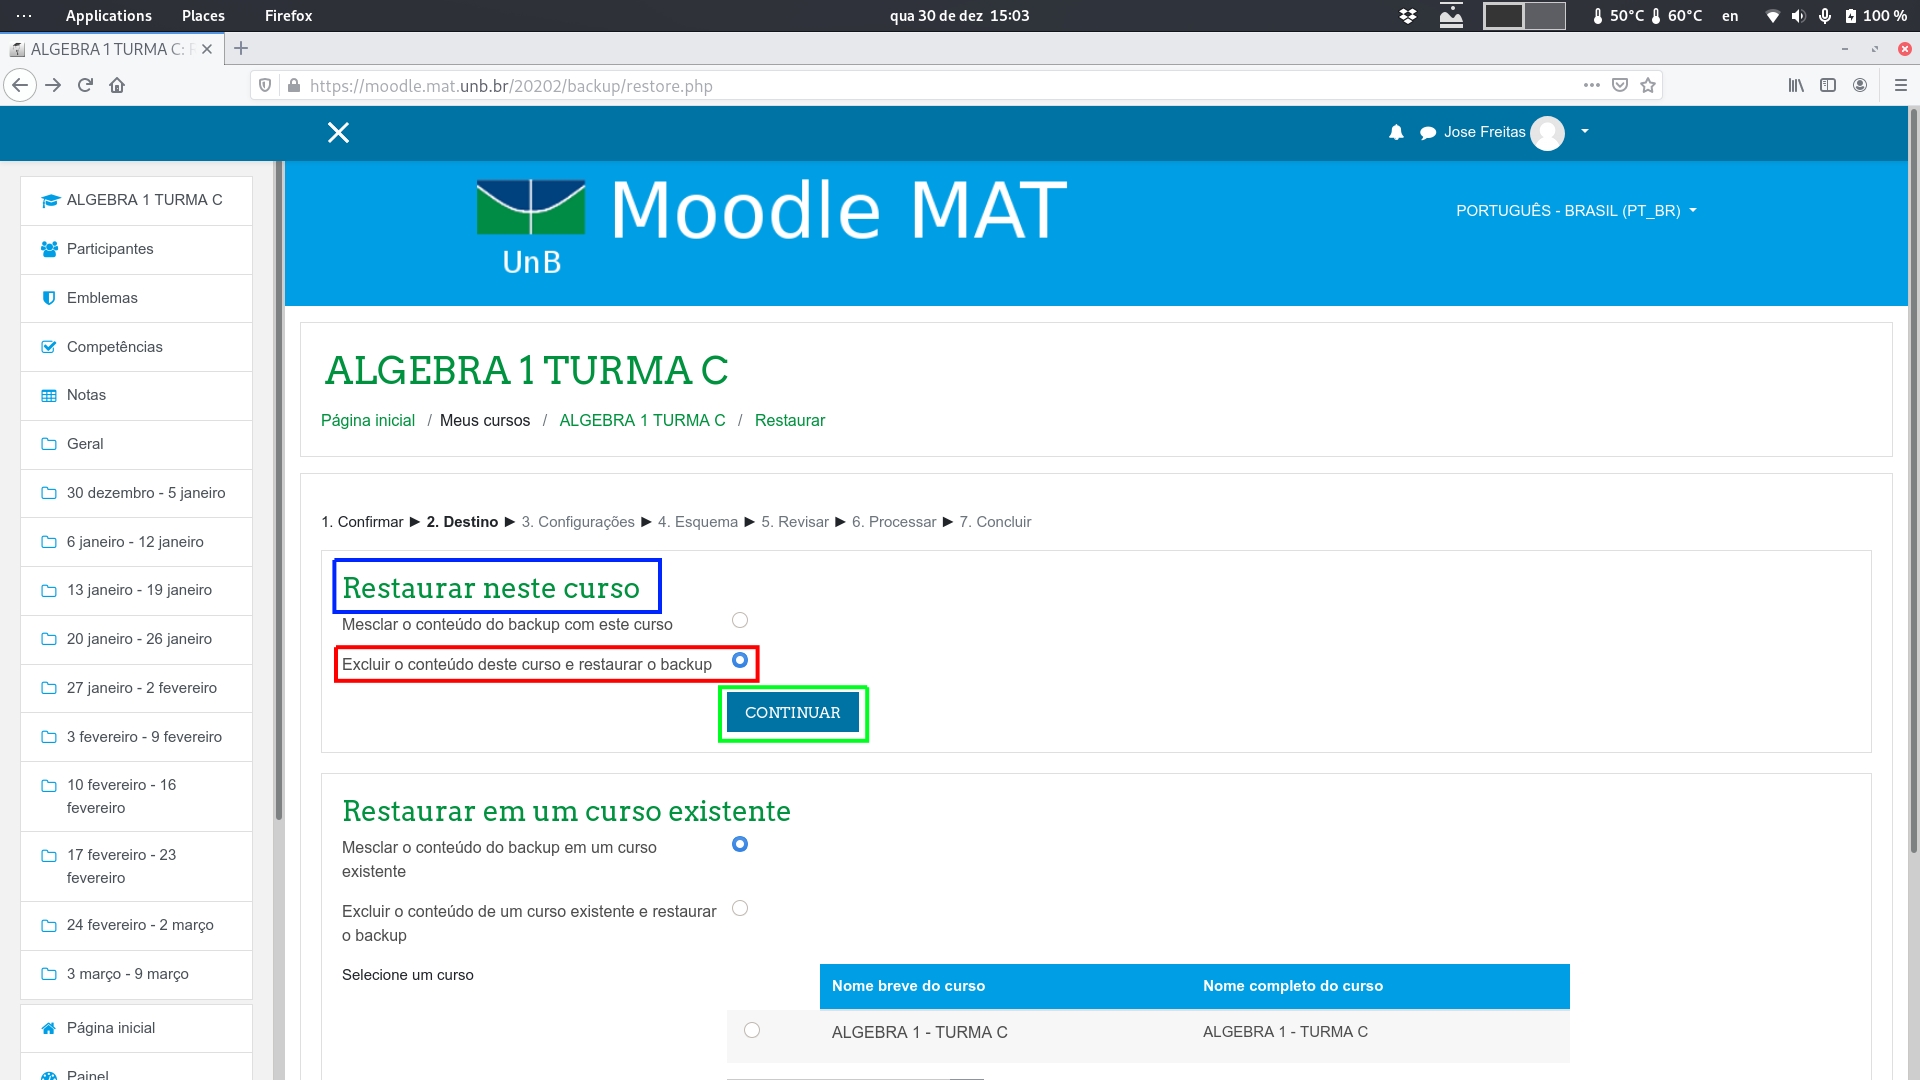 Applications Places Firefox qua 30 de dez 15:03 50°C 60°C en 100 %
ALGEBRA 1 TURMA C:
https://moodle.mat.unb.br/20202/backup/restore.php
Jose Freitas
Moodle MAT
UnB
PORTUGUÊS - BRASIL (PT_BR)
ALGEBRA 1 TURMA C
Participantes
Emblemas
Competências
Notas
Geral
30 dezembro - 5 janeiro
6 janeiro - 12 janeiro
13 janeiro - 19 janeiro
20 janeiro - 26 janeiro
27 janeiro - 2 fevereiro
3 fevereiro - 9 fevereiro
10 fevereiro - 16
fevereiro
17 fevereiro - 23
fevereiro
24 fevereiro - 2 março
3 março - 9 março
Página inicial
Painel
ALGEBRA 1 TURMA C
Página inicial / Meus cursos / ALGEBRA 1 TURMA C / Restaurar
1. Confirmar ► 2. Destino ► 3. Configurações ► 4. Esquema ► 5. Revisar ► 6. Processar ► 7. Concluir
Restaurar neste curso
Mesclar o conteúdo do backup com este curso
Excluir o conteúdo deste curso e restaurar o backup
CONTINUAR
Restaurar em um curso existente
Mesclar o conteúdo do backup em um curso
existente
Excluir o conteúdo de um curso existente e restaurar
o backup
Selecione um curso
Nome breve do curso Nome completo do curso
ALGEBRA 1 - TURMA C ALGEBRA 1 - TURMA C